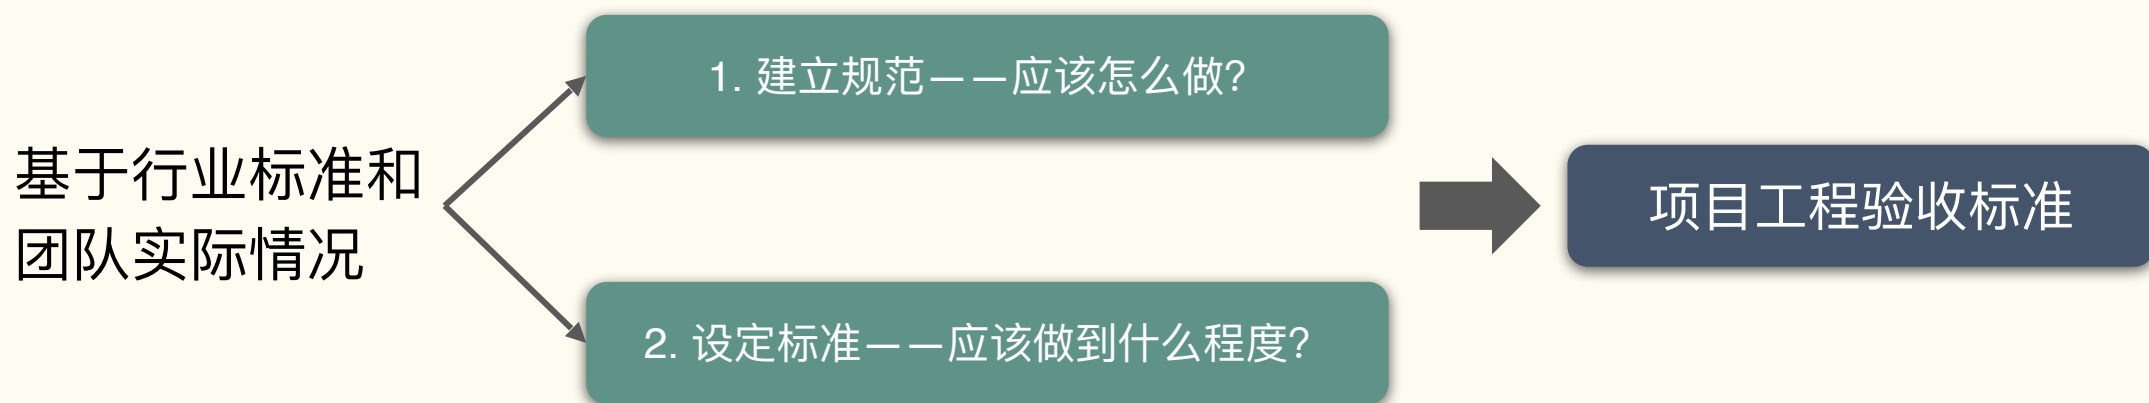 基于行业标准和
团队实际情况
1. 建立规范——应该怎么做?
2. 设定标准——应该做到什么程度?
项目工程验收标准